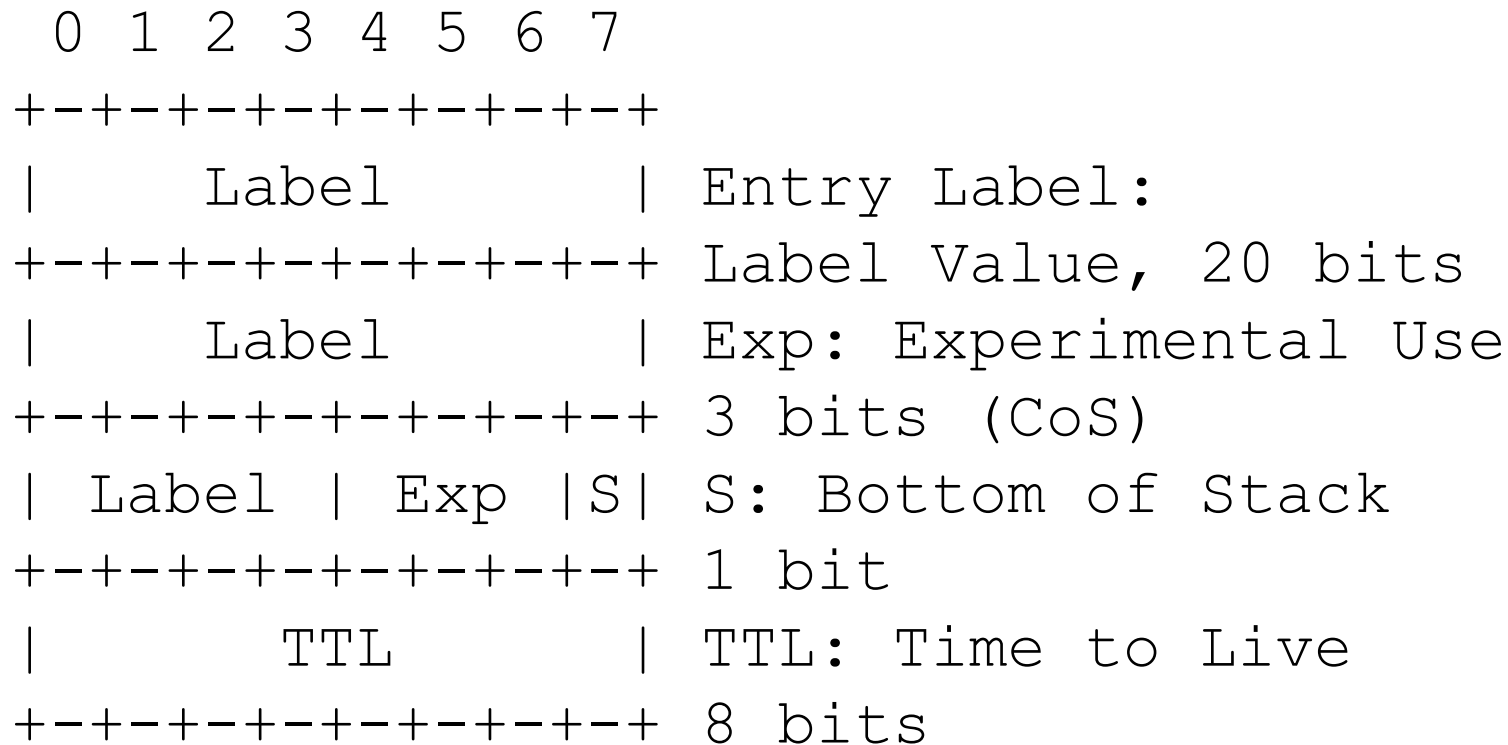 0 1 2 3 4 5 6 7
+-+-+-+-+-+-+-+-+
|    Label      | Entry Label:
+-+-+-+-+-+-+-+-+ Label Value, 20 bits
|    Label      | Exp: Experimental Use
+-+-+-+-+-+-+-+-+ 3 bits (CoS)
| Label | Exp |S| S: Bottom of Stack
+-+-+-+-+-+-+-+-+ 1 bit
|      TTL      | TTL: Time to Live
+-+-+-+-+-+-+-+-+ 8 bits